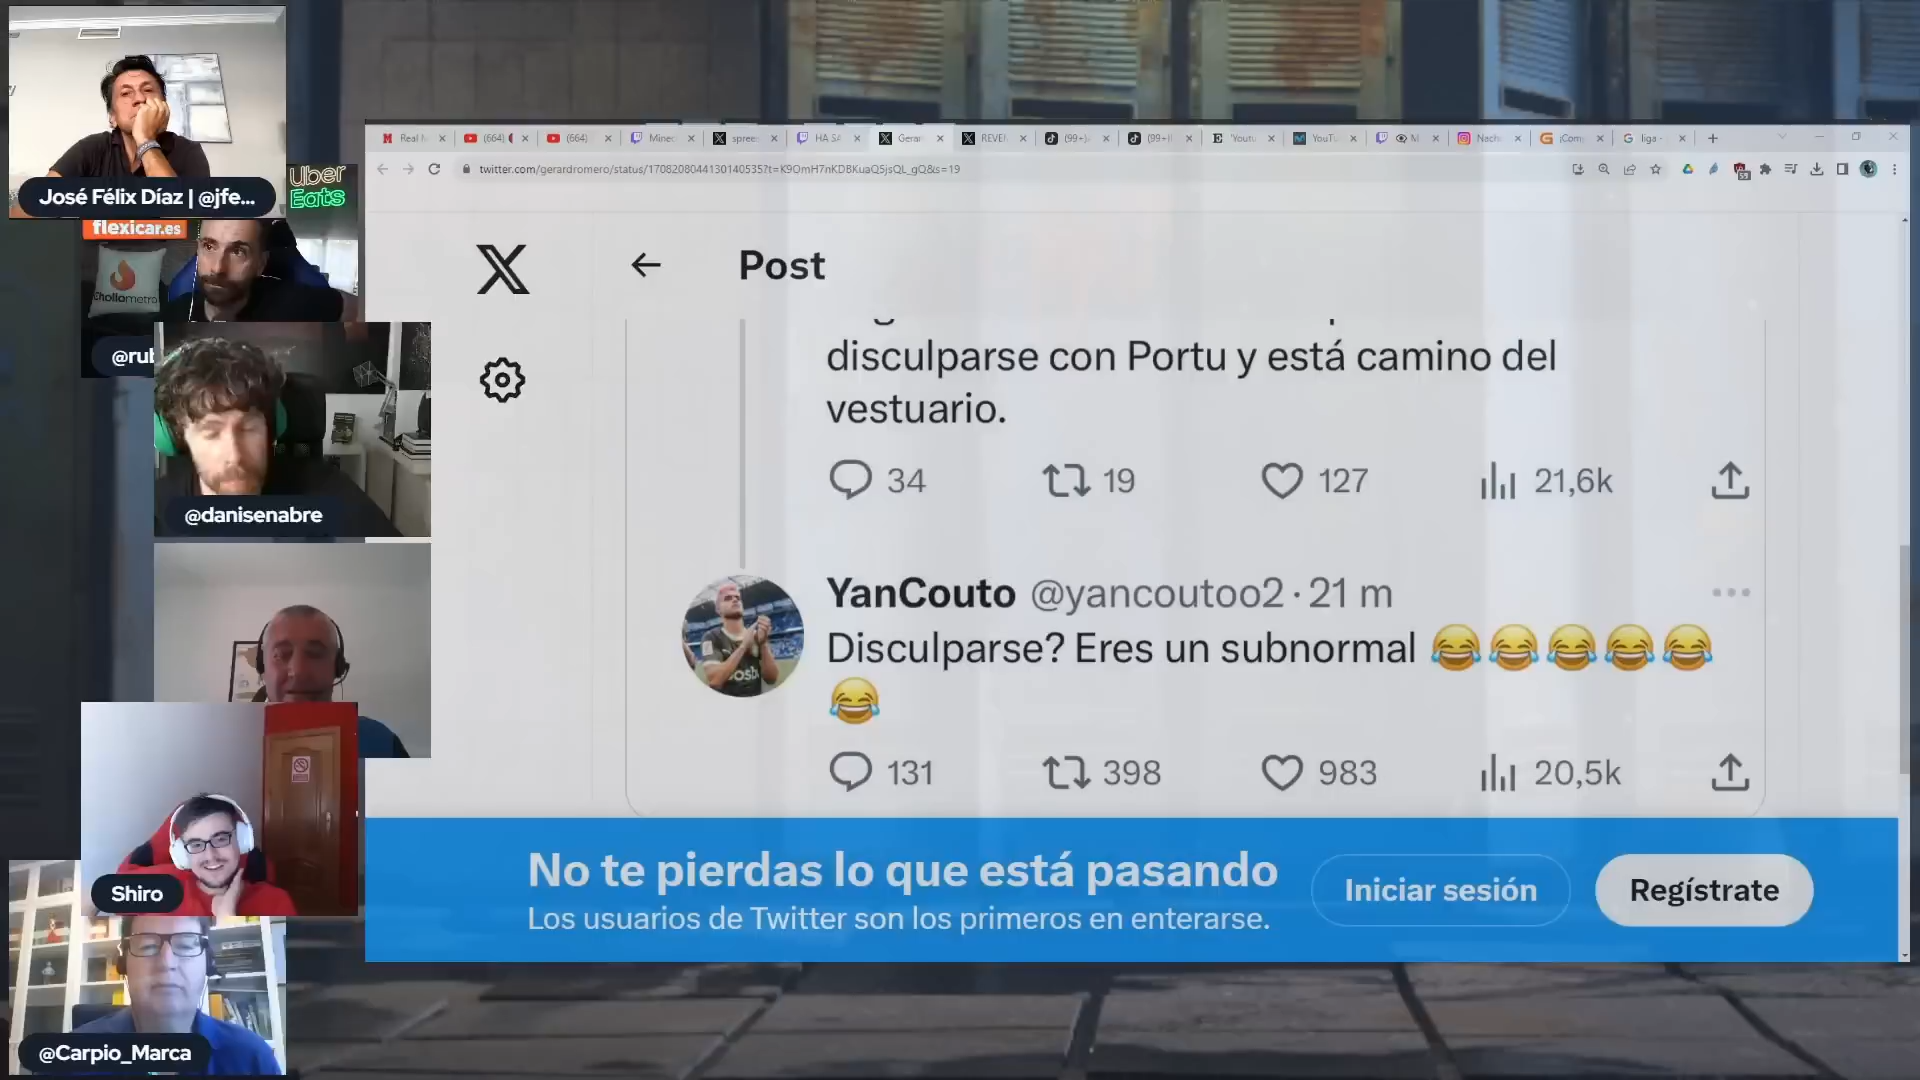 José Félix Díaz | @jfe...
Uber
Eats
flexicar.es
Chollometro
@rub
@danisenabre
Shiro
@Carpio_Marca
Real M
(664)
(664)
Minec
spree
HA SA
Gerar
REVE
(99+)
(99+)
'Youtu
YouTu
M
Nach
¡Com
liga -
twitter.com/gerardromero/status/1708208044130140535?t=K9OmH7nKDBKuaQ5jsQL_gQ&s=19
Post
disculparse con Portu y está camino del
vestuario.
34 19 127 21,6k
YanCouto @yancoutoo2 · 21 m
Disculparse? Eres un subnormal 😂😂😂😂😂
😂
131 398 983 20,5k
No te pierdas lo que está pasando
Los usuarios de Twitter son los primeros en enterarse.
Iniciar sesión
Regístrate